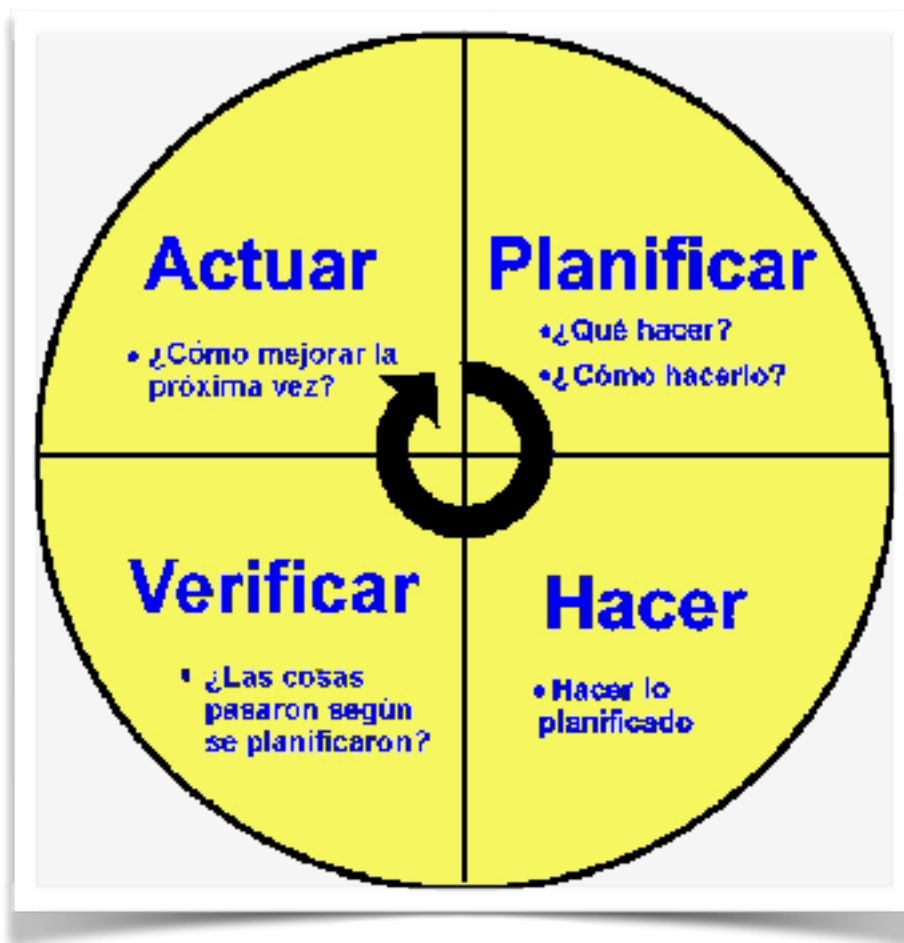 Actuar
• ¿Cómo mejorar la
próxima vez?
Planificar
•¿Qué hacer?
•¿Cómo hacerlo?
Verificar
▪ ¿Las cosas
pasaron según
se planificaron?
Hacer
•Hacer lo
planificado